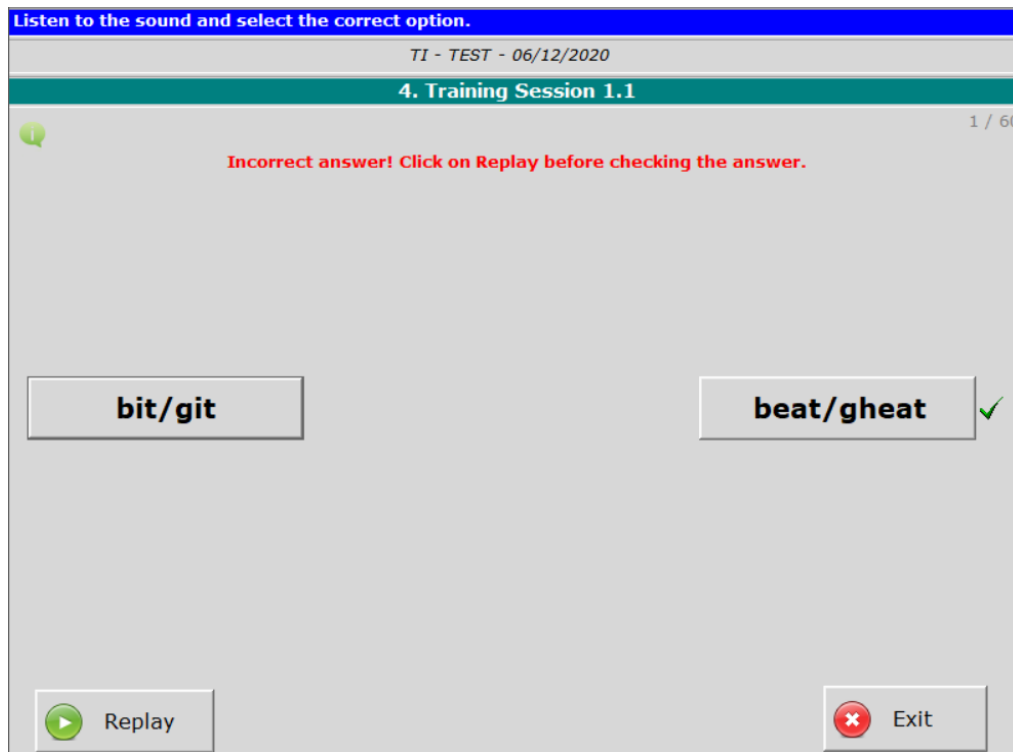 Listen to the sound and select the correct option.
TI - TEST - 06/12/2020
4. Training Session 1.1
1 / 60
Incorrect answer! Click on Replay before checking the answer.
bit/git
beat/gheat
Replay
Exit